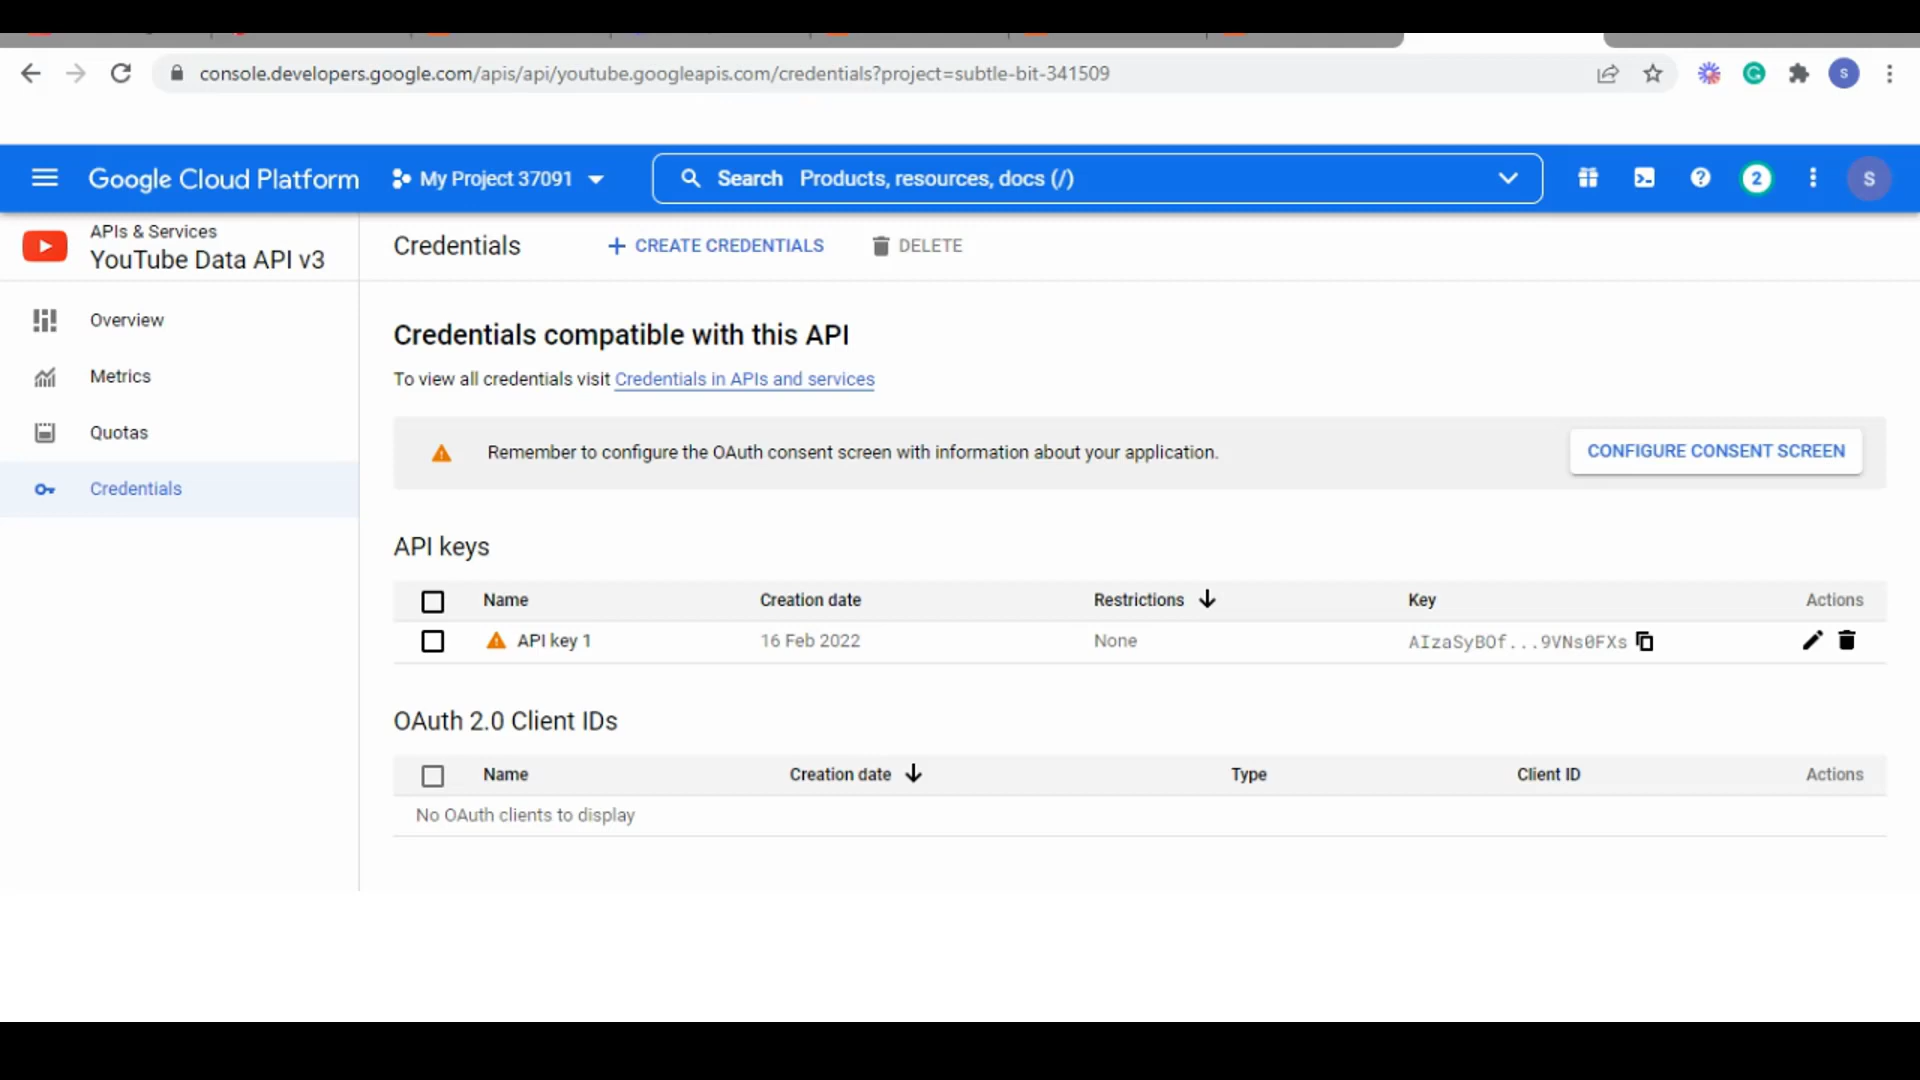 console.developers.google.com/apis/api/youtube.googleapis.com/credentials?project=subtle-bit-341509
S
Google Cloud Platform
My Project 37091
Search Products, resources, docs (/)
2
S
APIs & Services
YouTube Data API v3
Credentials
CREATE CREDENTIALS
DELETE
Overview
Metrics
Quotas
Credentials
Credentials compatible with this API
To view all credentials visit Credentials in APIs and services
Remember to configure the OAuth consent screen with information about your application.
CONFIGURE CONSENT SCREEN
API keys
Name Creation date Restrictions Key Actions
API key 1 16 Feb 2022 None AIzaSyBOf...9VNs0FXs
OAuth 2.0 Client IDs
Name Creation date Type Client ID Actions
No OAuth clients to display